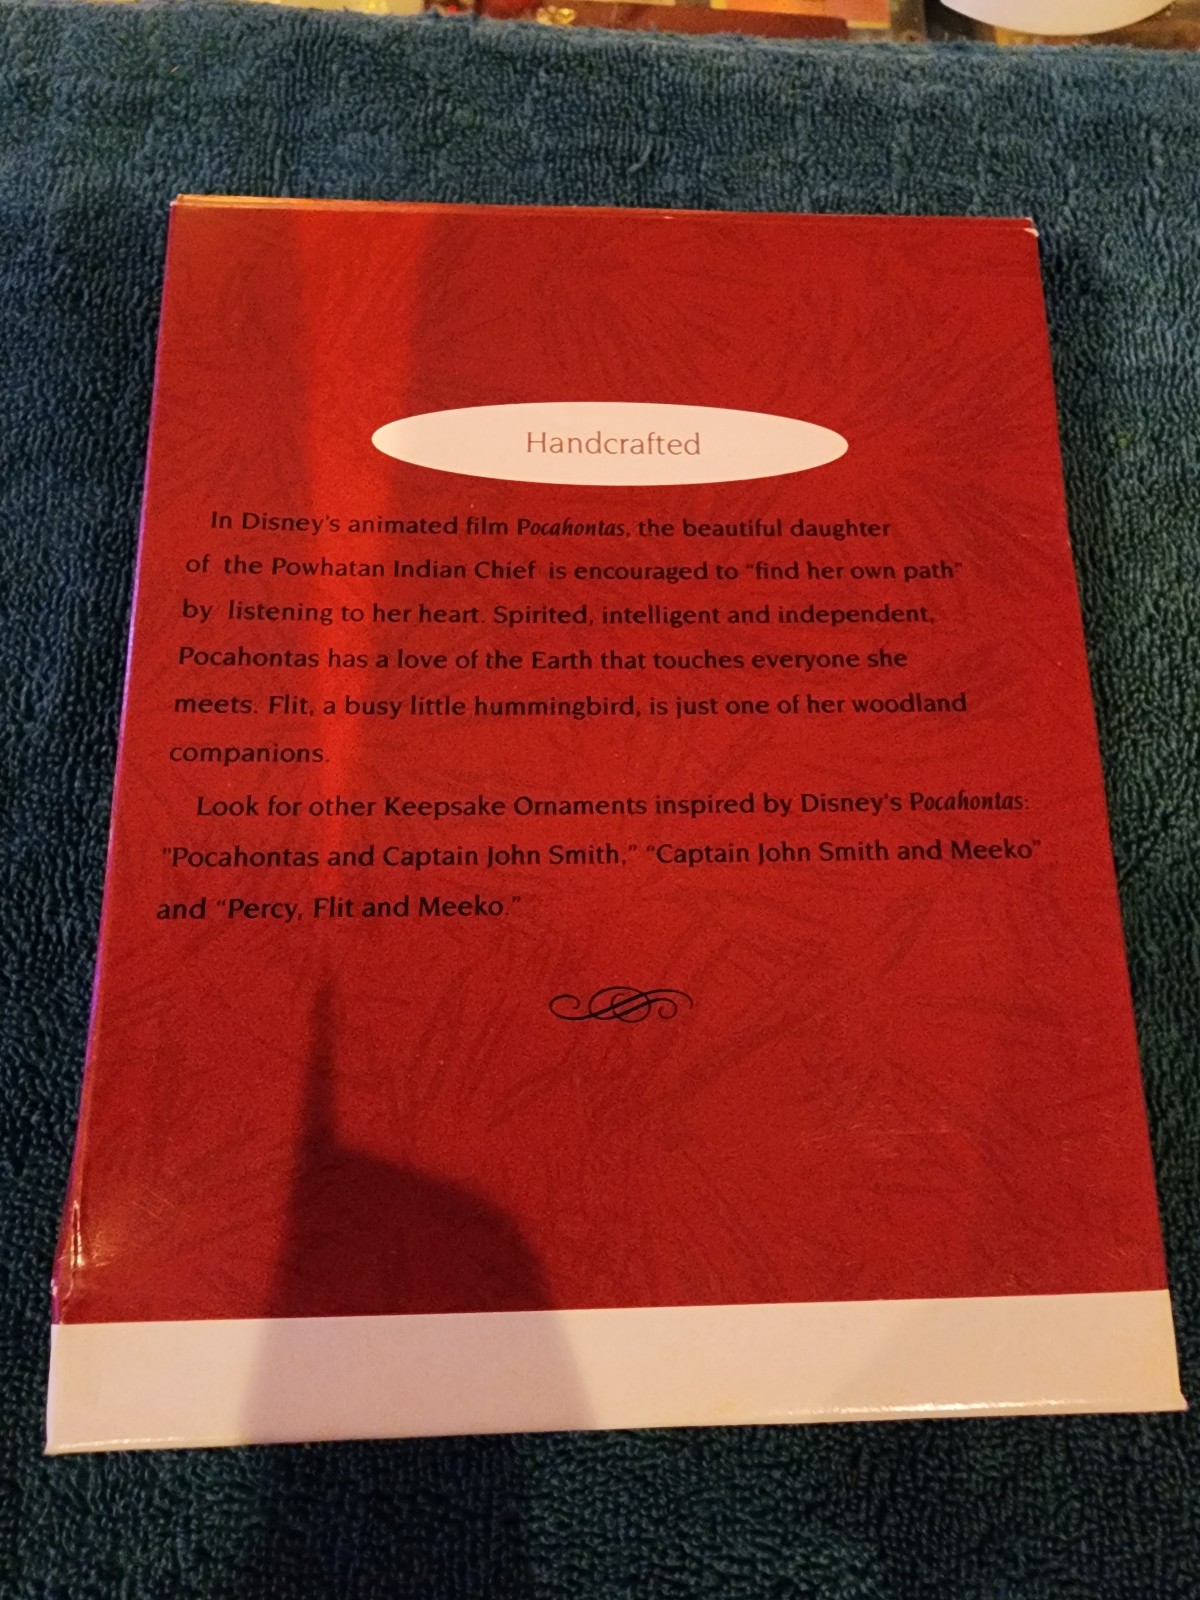 Handcrafted
In Disney's animated film Pocahontas, the beautiful daughter
of the Powhatan Indian Chief is encouraged to "find her own path"
by listening to her heart. Spirited, intelligent and independent,
Pocahontas has a love of the Earth that touches everyone she
meets. Flit, a busy little hummingbird, is just one of her woodland
companions.
Look for other Keepsake Ornaments inspired by Disney's Pocahontas:
"Pocahontas and Captain John Smith," "Captain John Smith and Meeko"
and "Percy, Flit and Meeko."